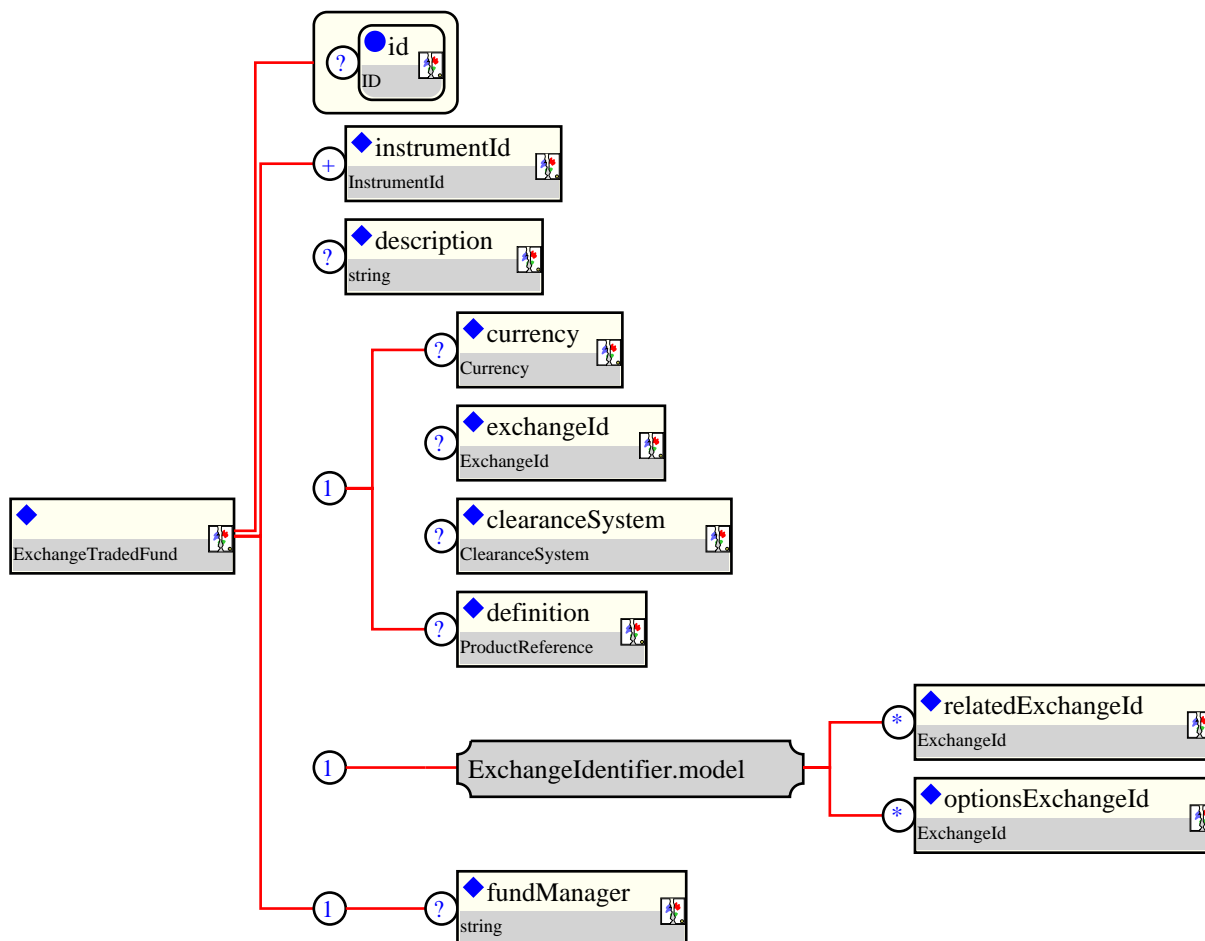 ?
id
ID
+
instrumentId
InstrumentId
?
description
string
?
currency
Currency
?
exchangeId
ExchangeId
1
?
clearanceSystem
ClearanceSystem
ExchangeTradedFund
?
definition
ProductReference
*
relatedExchangeId
ExchangeId
1
ExchangeIdentifier.model
*
optionsExchangeId
ExchangeId
1
?
fundManager
string